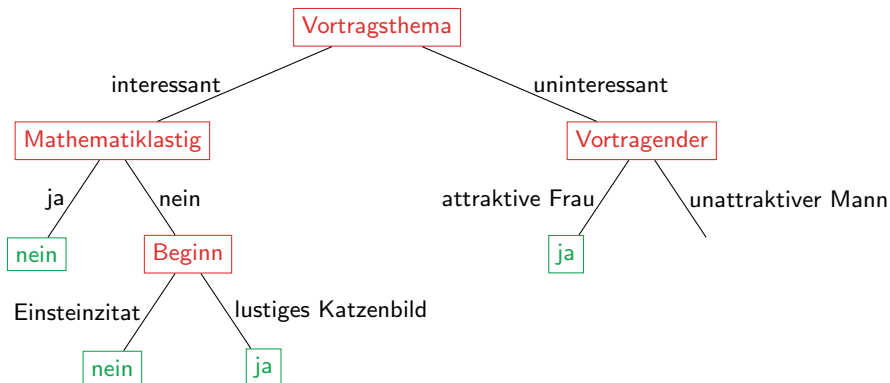 Vortragsthema
interessant
uninteressant
Mathematiklastig
Vortragender
ja
nein
attraktive Frau
unattraktiver Mann
nein
Beginn
ja
Einsteinzitat
lustiges Katzenbild
nein
ja